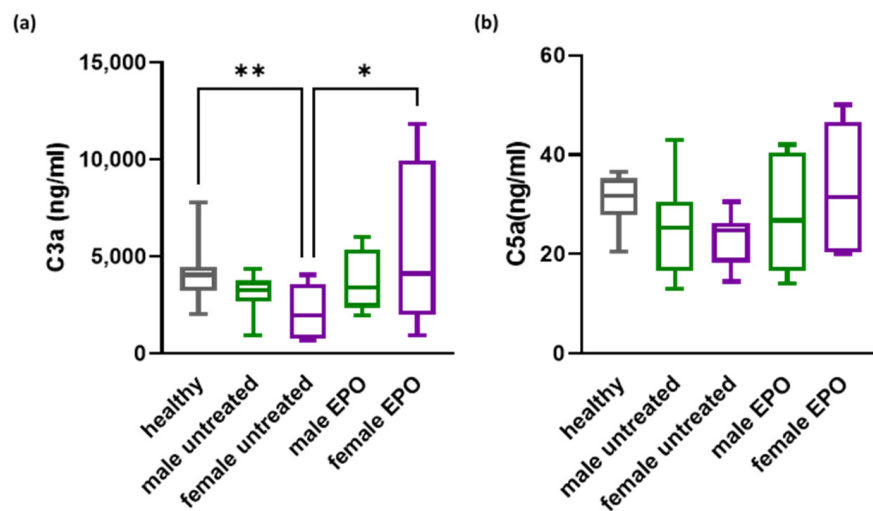 (a)
15,000
10,000
5,000
0
C3a (ng/ml)
**
*
healthy
male untreated
female untreated
male EPO
female EPO
(b)
60
40
20
0
C5a(ng/ml)
healthy
male untreated
female untreated
male EPO
female EPO